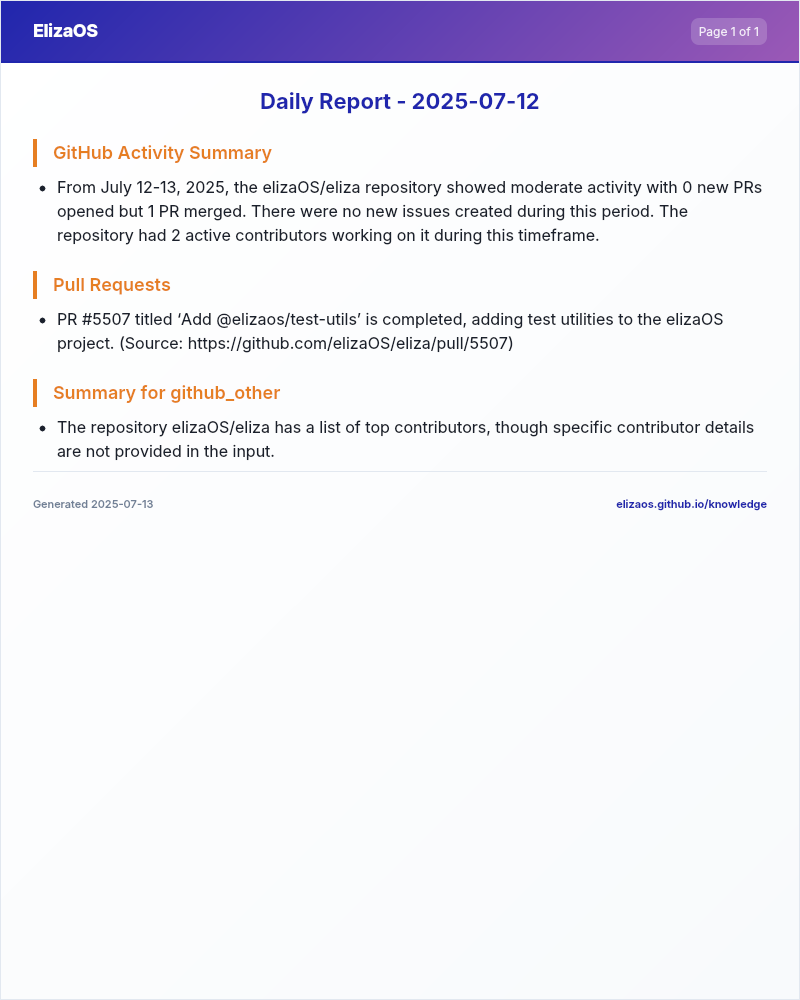 ElizaOS
Page 1 of 1
Daily Report - 2025-07-12
GitHub Activity Summary
• From July 12-13, 2025, the elizaOS/eliza repository showed moderate activity with 0 new PRs
opened but 1 PR merged. There were no new issues created during this period. The
repository had 2 active contributors working on it during this timeframe.
Pull Requests
• PR #5507 titled ‘Add @elizaos/test-utils’ is completed, adding test utilities to the elizaOS
project. (Source: https://github.com/elizaOS/eliza/pull/5507)
Summary for github_other
• The repository elizaOS/eliza has a list of top contributors, though specific contributor details
are not provided in the input.
Generated 2025-07-13
elizaos.github.io/knowledge